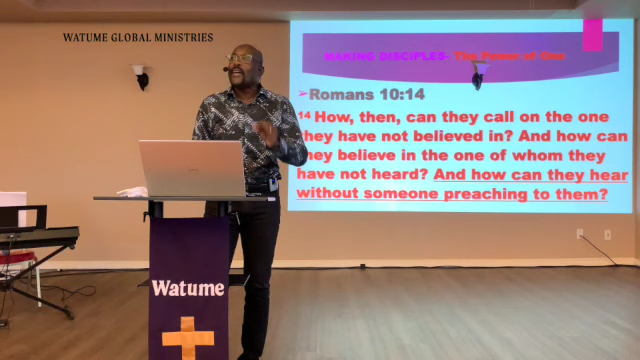 WATUME GLOBAL MINISTRIES
MAKING DISCIPLES- The Power of One
Romans 10:14
14 How, then, can they call on the one
they have not believed in? And how can
they believe in the one of whom they
have not heard? And how can they hear
without someone preaching to them?
Watume